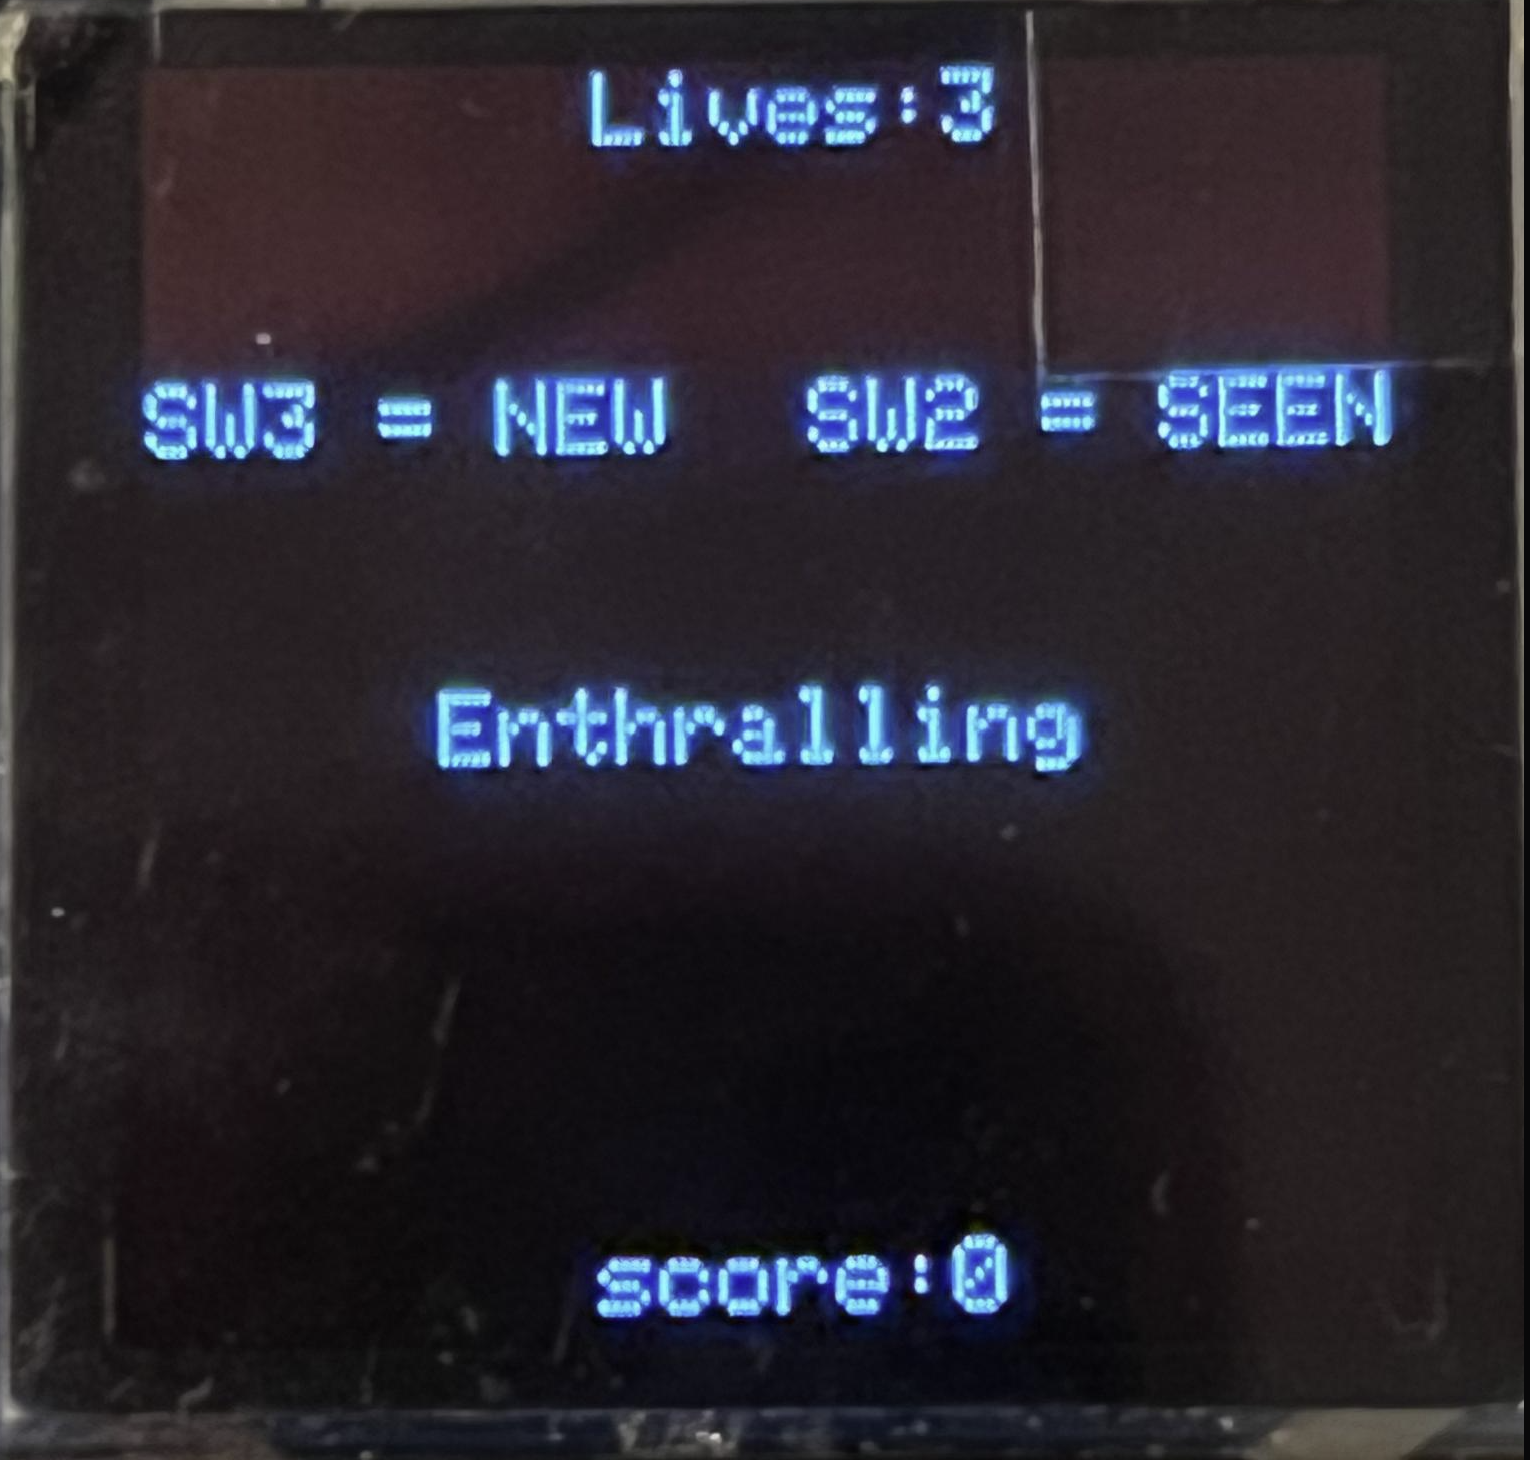 Lives:3
SW3 = NEW  SW2 = SEEN
Enthralling
score:0